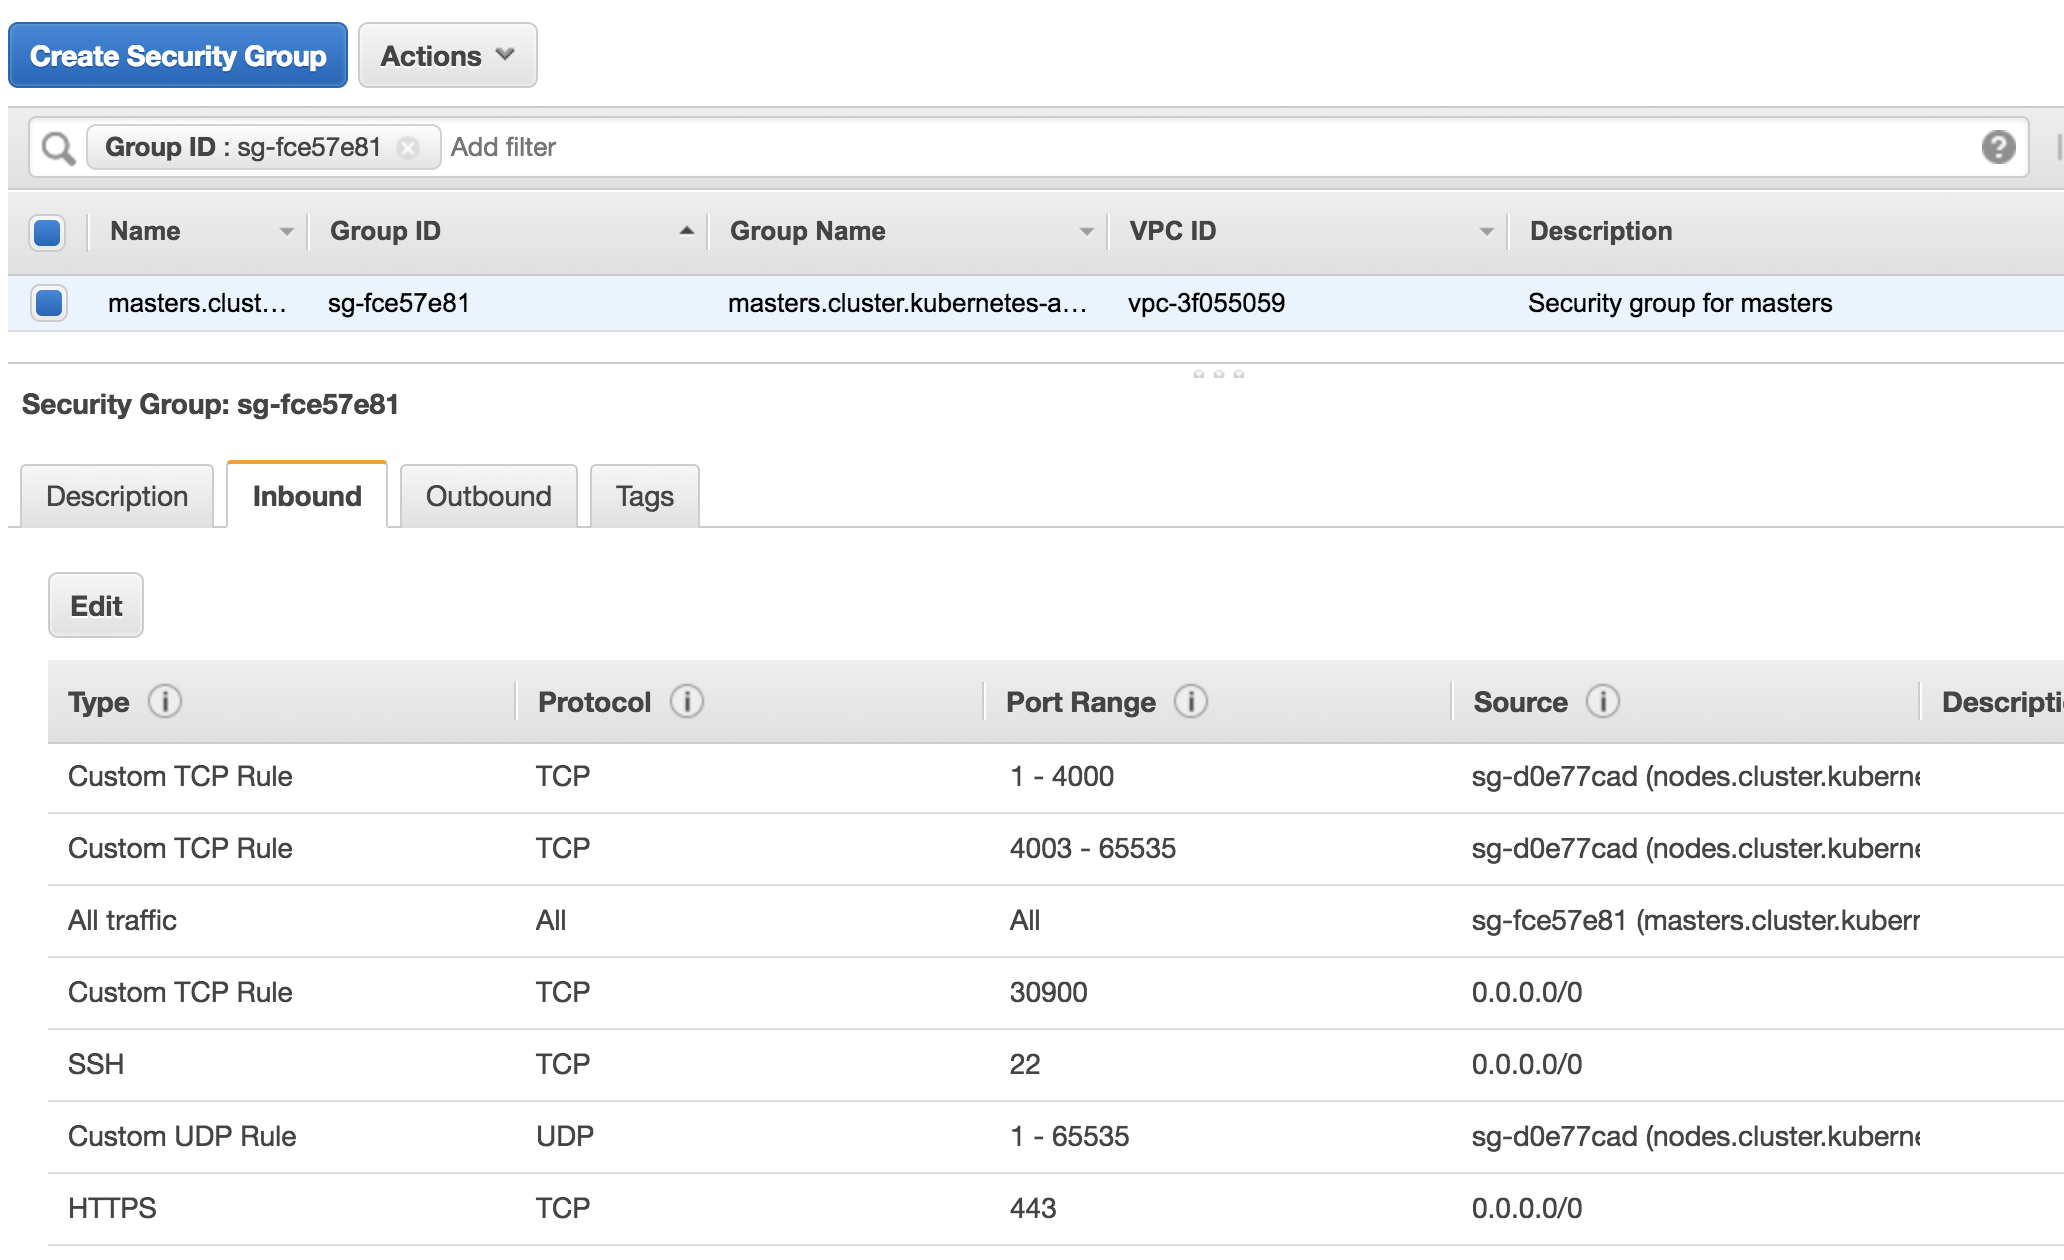 Create Security Group Actions
Group ID : sg-fce57e81 Add filter
Name Group ID Group Name VPC ID Description
masters.clust... sg-fce57e81 masters.cluster.kubernetes-a... vpc-3f055059 Security group for masters
Security Group: sg-fce57e81
Description Inbound Outbound Tags
Edit
Type Protocol Port Range Source Descripti
Custom TCP Rule TCP 1 - 4000 sg-d0e77cad (nodes.cluster.kuberne
Custom TCP Rule TCP 4003 - 65535 sg-d0e77cad (nodes.cluster.kuberne
All traffic All All sg-fce57e81 (masters.cluster.kubern
Custom TCP Rule TCP 30900 0.0.0.0/0
SSH TCP 22 0.0.0.0/0
Custom UDP Rule UDP 1 - 65535 sg-d0e77cad (nodes.cluster.kuberne
HTTPS TCP 443 0.0.0.0/0